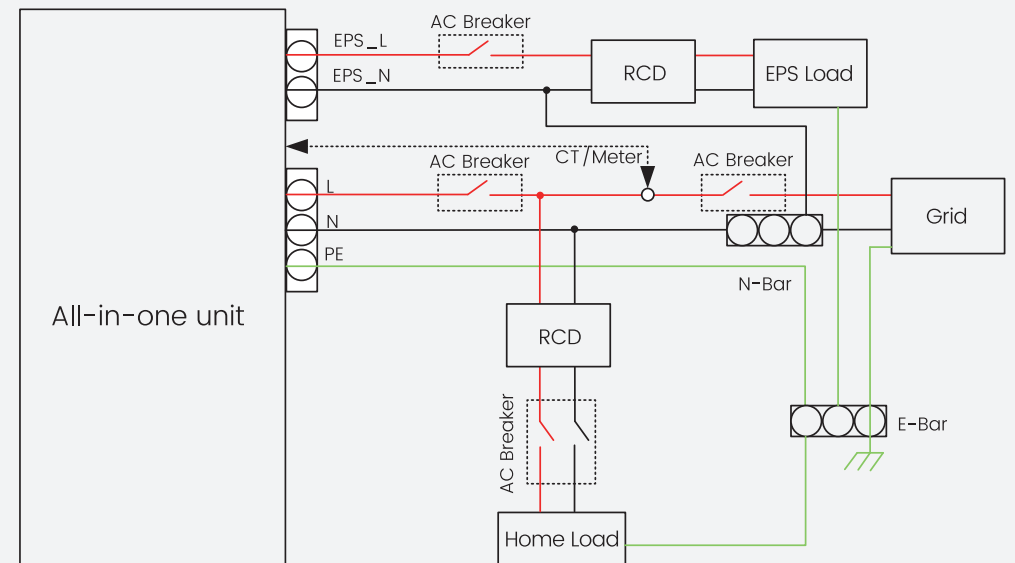 AC Breaker
EPS_L
EPS_N
RCD
EPS Load
CT/Meter
AC Breaker
AC Breaker
L
N
PE
Grid
N-Bar
All-in-one unit
RCD
E-Bar
AC Breaker
Home Load